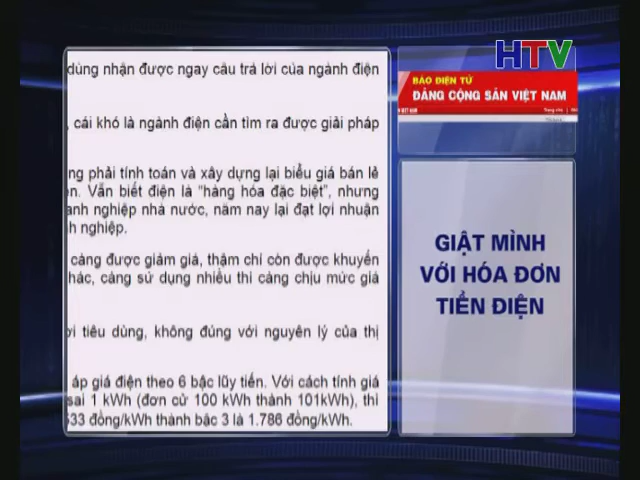 HTV
dùng nhận được ngay câu trả lời của ngành điện
, cái khó là ngành điện cần tìm ra được giải pháp
ng phải tính toán và xây dựng lại biểu giá bán lẻ
n. Vẫn biết điện là “hàng hóa đặc biệt”, nhưng
anh nghiệp nhà nước, năm nay lại đạt lợi nhuận
h nghiệp.
càng được giảm giá, thậm chí còn được khuyến
hác, càng sử dụng nhiều thì càng chịu mức giá
ời tiêu dùng, không đúng với nguyên lý của thị
áp giá điện theo 6 bậc lũy tiến. Với cách tính giá
sai 1 kWh (đơn cử 100 kWh thành 101kWh), thì
533 đồng/kWh thành bậc 3 là 1.786 đồng/kWh.
BÁO ĐIỆN TỬ
ĐẢNG CỘNG SẢN VIỆT NAM
GIẬT MÌNH
VỚI HÓA ĐƠN
TIỀN ĐIỆN